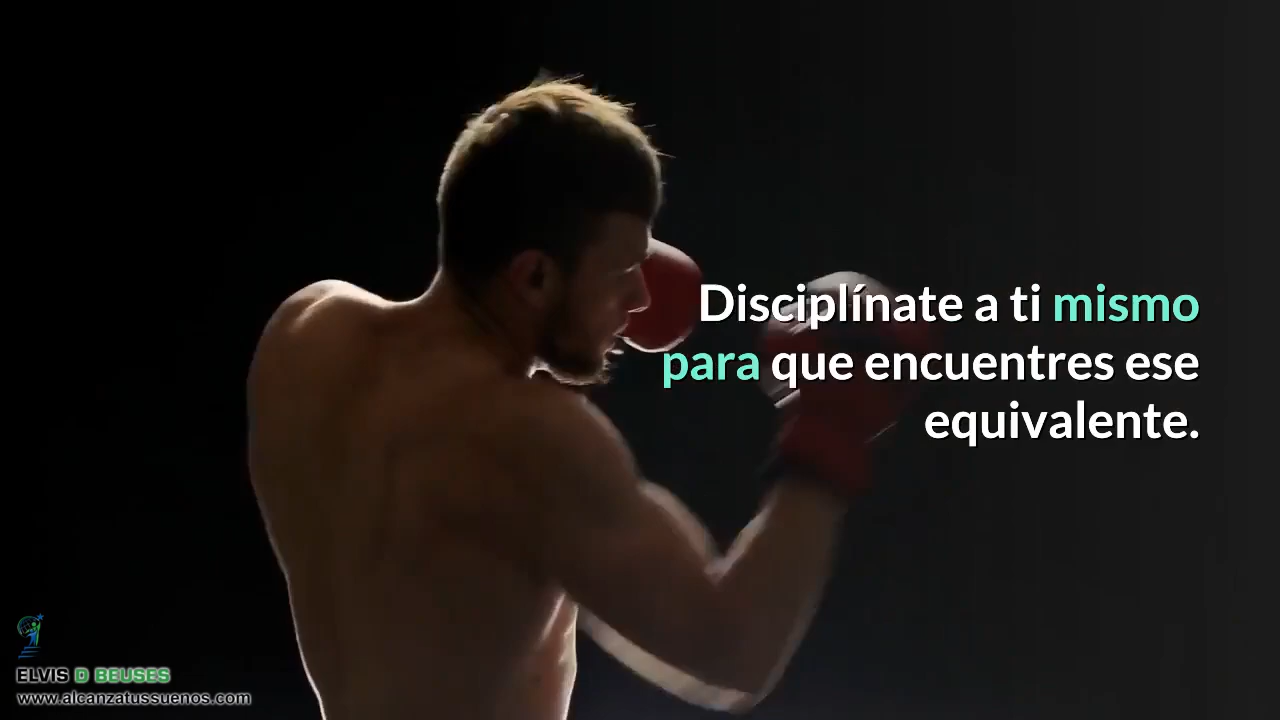 Disciplínate a ti mismo
para que encuentres ese
equivalente.
ELVIS D BEUSES
www.alcanzatussuenos.com